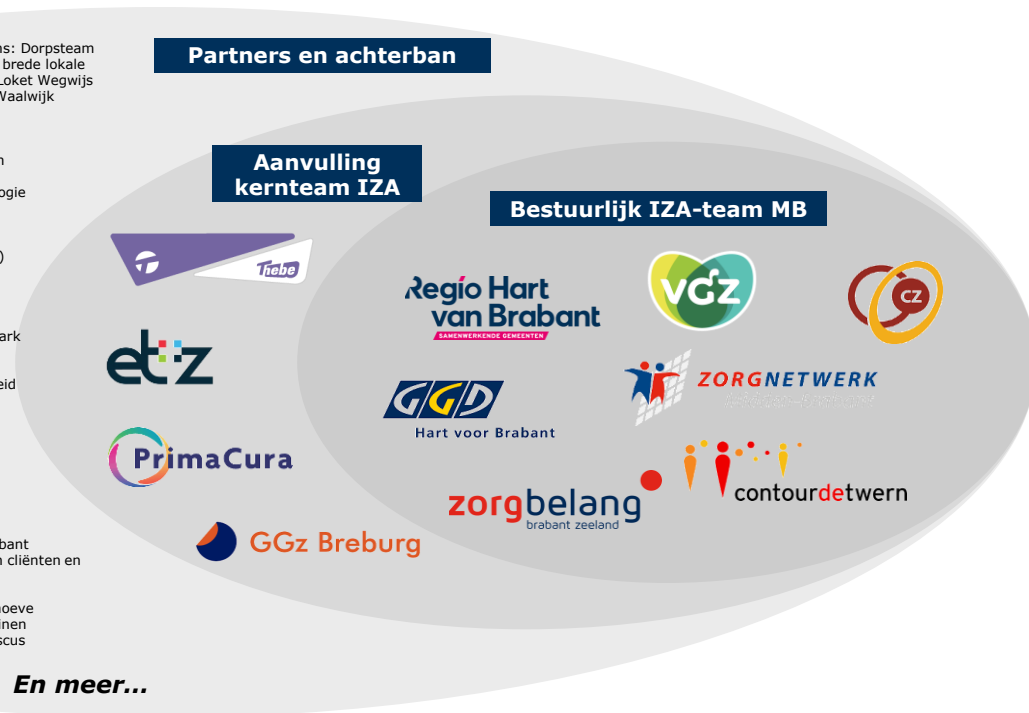 ns: Dorpsteam
brede lokale
Loket Wegwijs
Waalwijk
Partners en achterban
n
ogie
)
ark
eid
bant
n cliënten en
hoeve
inen
scus
En meer...
Aanvulling
kernteam IZA
Thebe
etz
PrimaCura
GGz Breburg
Bestuurlijk IZA-team MB
Regio Hart
van Brabant
SAMENWERKENDE GEMEENTEN
vgz
CZ
GGD
Hart voor Brabant
ZORGNETWERK
zorgbelang
brabant zeeland
contourdetwern